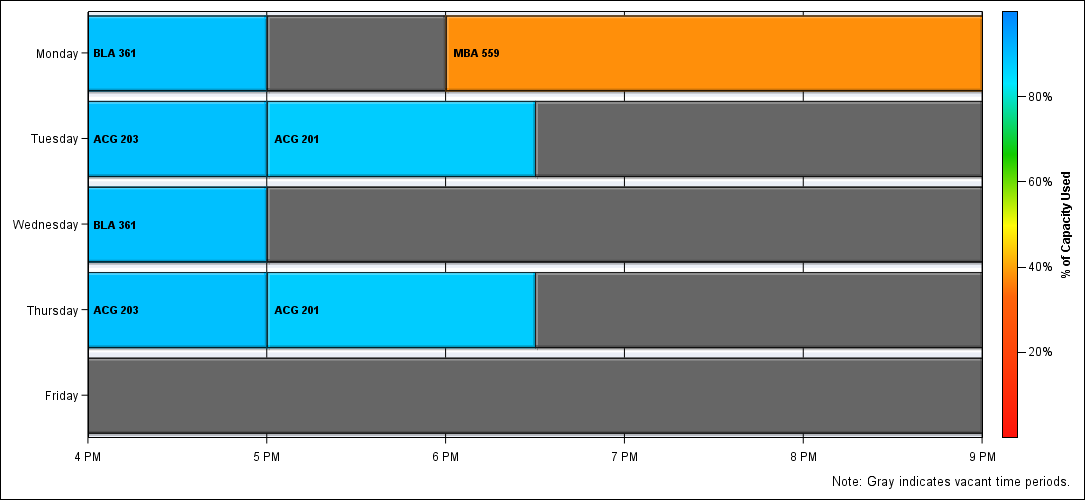 Monday
BLA 361
MBA 559
Tuesday
ACG 203
ACG 201
Wednesday
BLA 361
Thursday
ACG 203
ACG 201
Friday
4 PM
5 PM
6 PM
7 PM
8 PM
9 PM
80%
60%
40%
20%
% of Capacity Used
Note: Gray indicates vacant time periods.